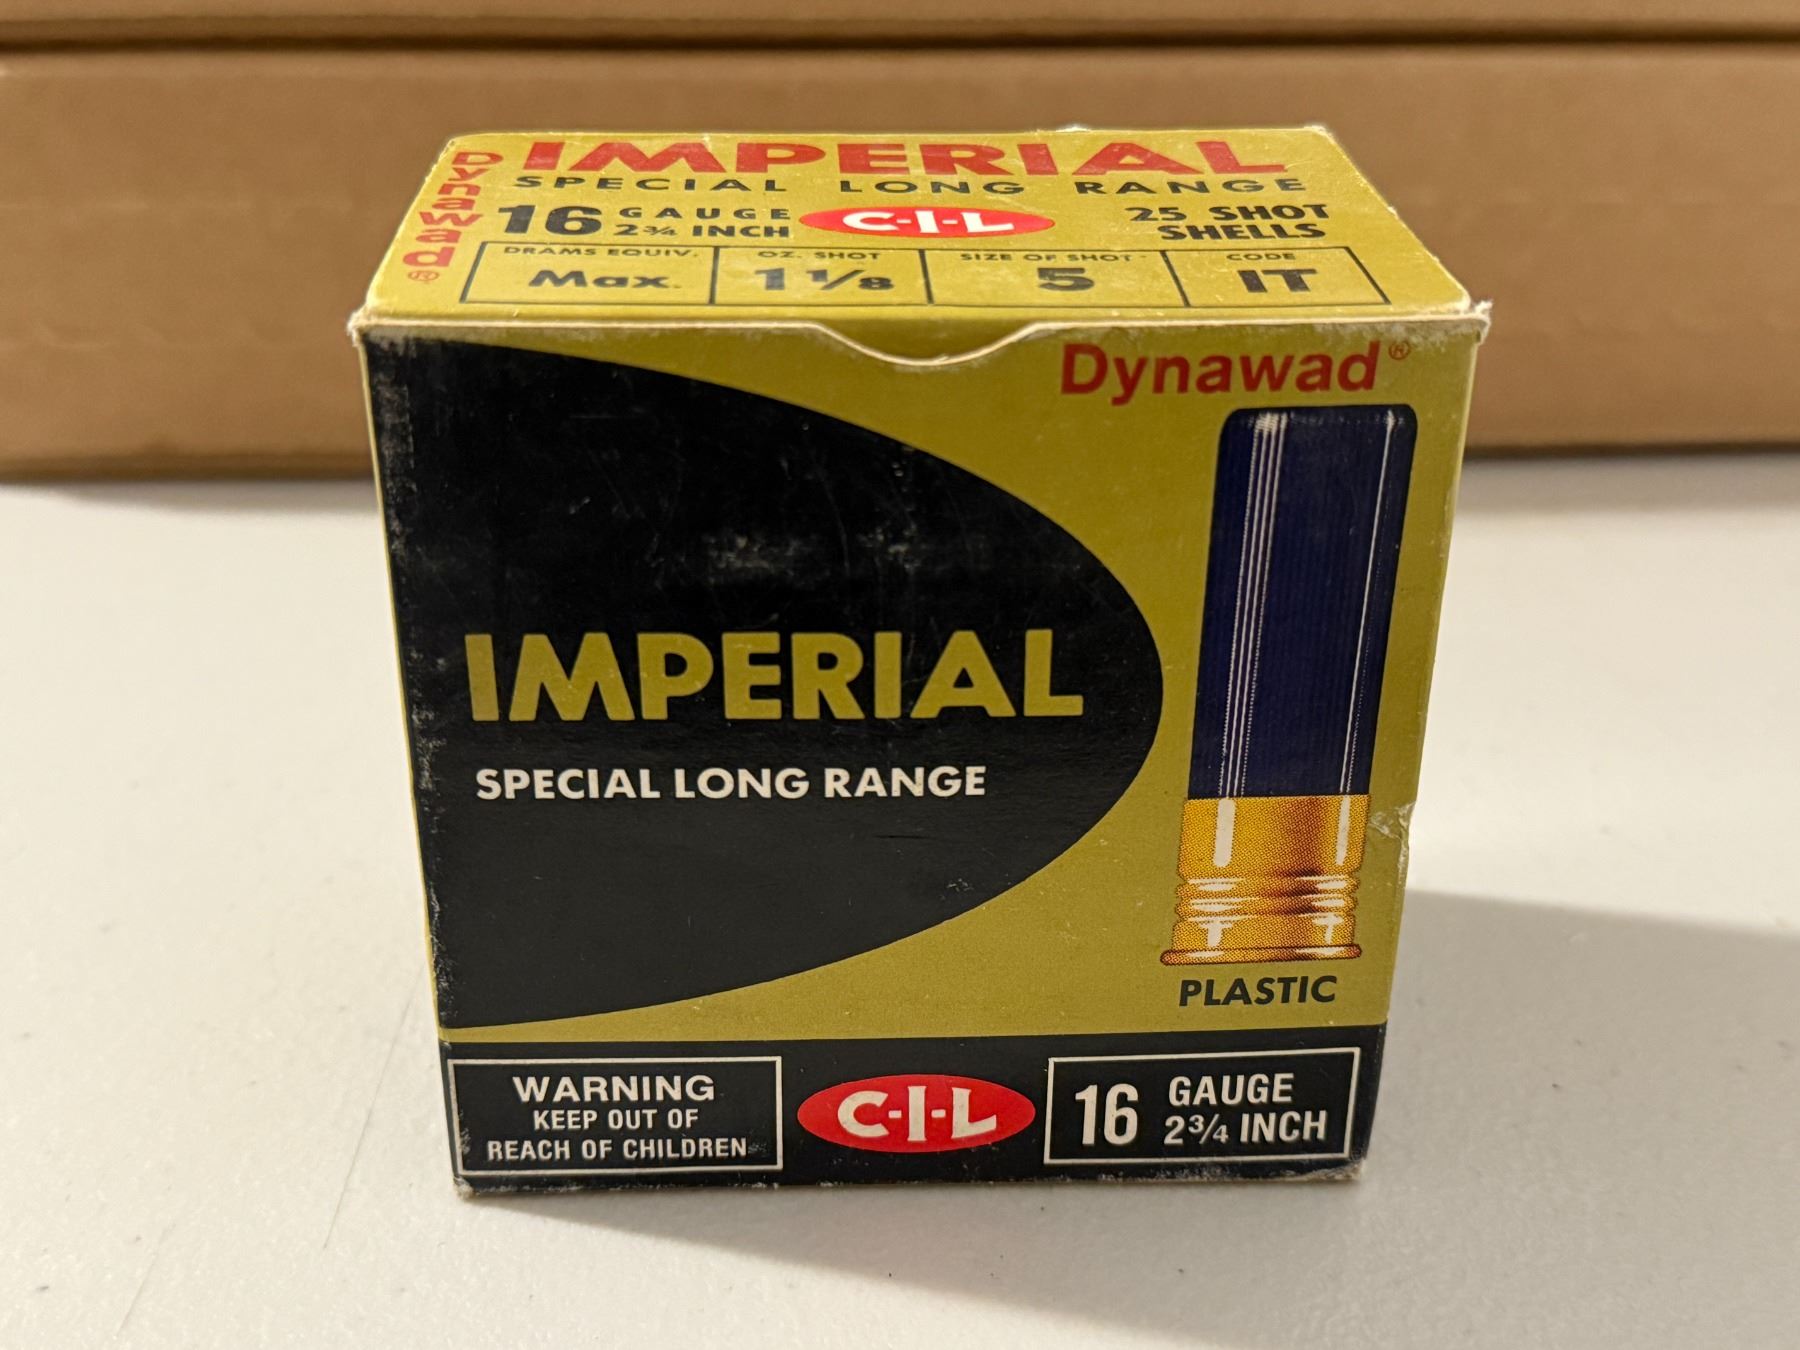 Dynawad®
IMPERIAL
SPECIAL LONG RANGE
16 GAUGE
2¾ INCH
C-I-L
25 SHOT
SHELLS
DRAMS EQUIV. OZ. SHOT SIZE OF SHOT CODE
Max. 1 1/8 5 IT
Dynawad®
IMPERIAL
SPECIAL LONG RANGE
PLASTIC
WARNING
KEEP OUT OF
REACH OF CHILDREN
C-I-L
16 GAUGE
2¾ INCH